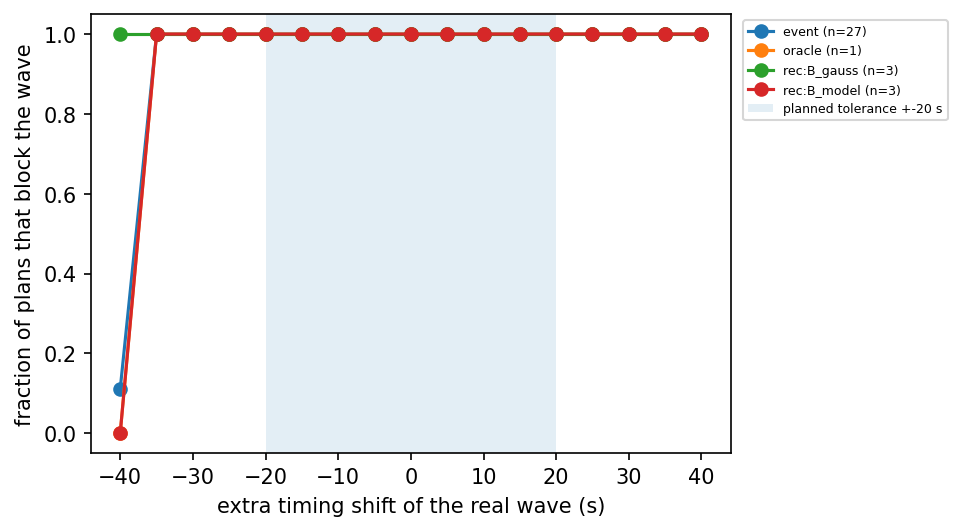 fraction of plans that block the wave
1.0
0.8
0.6
0.4
0.2
0.0
−40 −30 −20 −10 0 10 20 30 40
extra timing shift of the real wave (s)
event (n=27)
oracle (n=1)
rec:B_gauss (n=3)
rec:B_model (n=3)
planned tolerance +-20 s